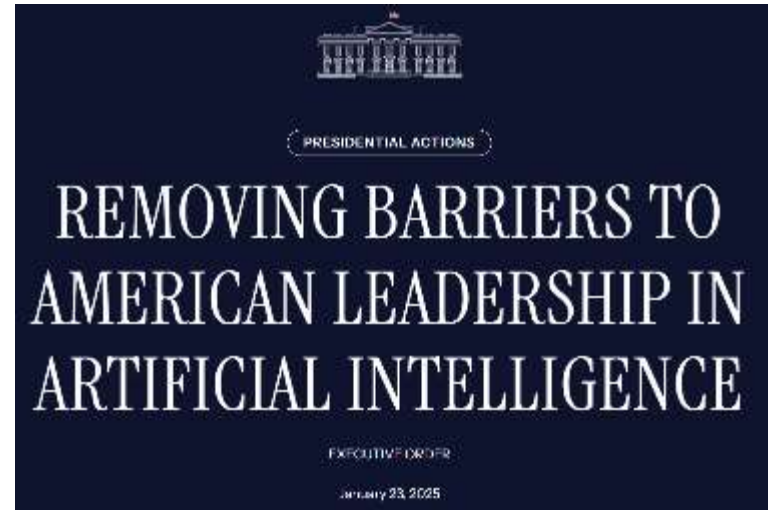 PRESIDENTIAL ACTIONS
REMOVING BARRIERS TO
AMERICAN LEADERSHIP IN
ARTIFICIAL INTELLIGENCE
EXECUTIVE ORDER
January 23, 2025